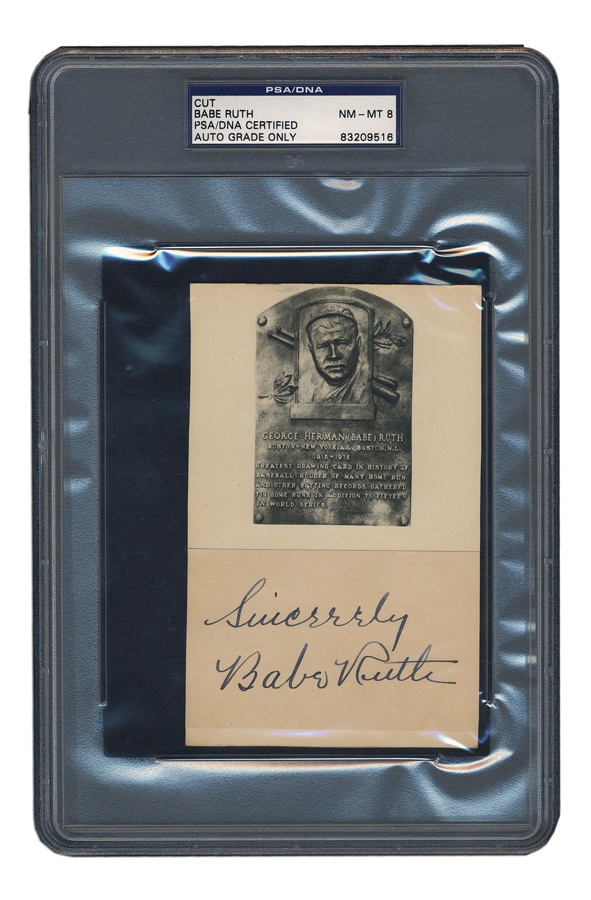 PSA/DNA
CUT
BABE RUTH NM – MT 8
PSA/DNA CERTIFIED
AUTO GRADE ONLY 83209516
GEORGE HERMAN (BABE) RUTH
BOSTON-NEW YORK, A.L.; BOSTON, N.L.
1915 - 1935
GREATEST DRAWING CARD IN HISTORY OF
BASEBALL. HOLDER OF MANY HOME RUN
AND OTHER BATTING RECORDS. GATHERED
714 HOME RUNS IN ADDITION TO FIFTEEN
IN WORLD SERIES.
Sincerely
Babe Ruth